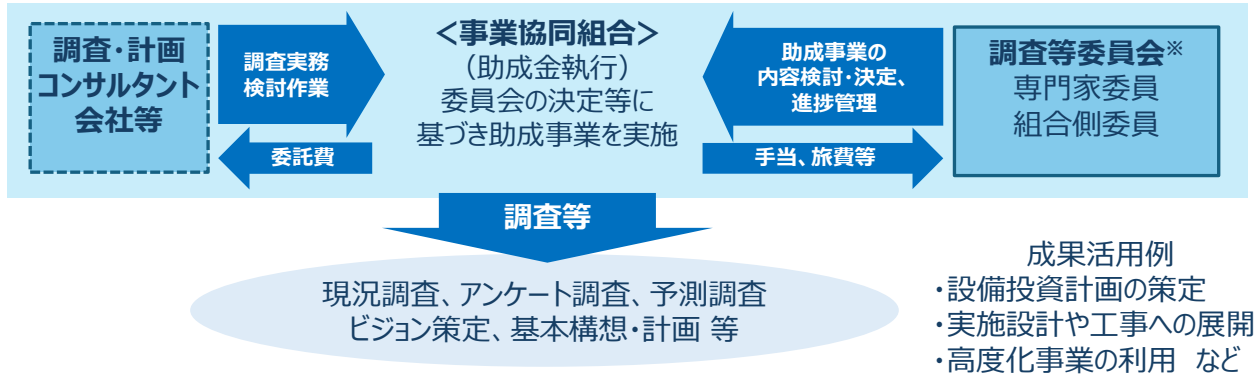 調査・計画
コンサルタント
会社等
調査実務
検討作業
委託費
＜事業協同組合＞
（助成金執行）
委員会の決定等に
基づき助成事業を実施
助成事業の
内容検討・決定、
進捗管理
手当、旅費等
調査等委員会※
専門家委員
組合側委員
調査等
現況調査、アンケート調査、予測調査
ビジョン策定、基本構想・計画 等
成果活用例
・設備投資計画の策定
・実施設計や工事への展開
・高度化事業の利用 など